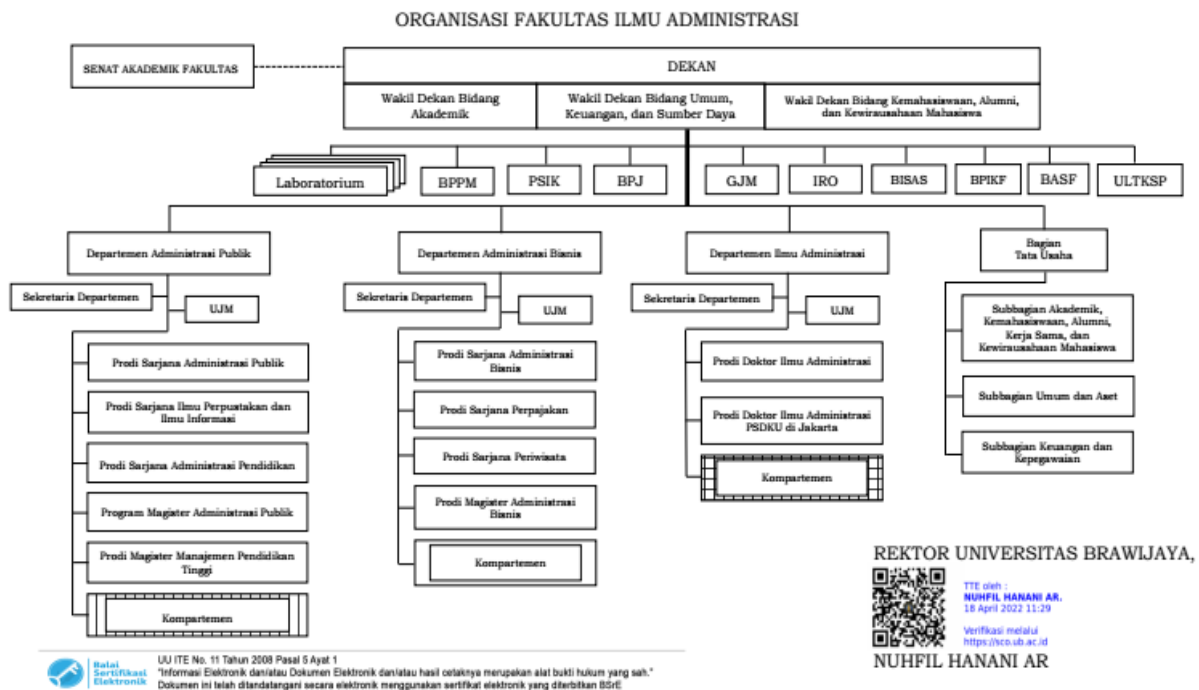 ORGANISASI FAKULTAS ILMU ADMINISTRASI
SENAT AKADEMIK FAKULTAS
DEKAN
Wakil Dekan Bidang
Akademik
Wakil Dekan Bidang Umum,
Keuangan, dan Sumber Daya
Wakil Dekan Bidang Kemahasiswaan, Alumni,
dan Kewirausahaan Mahasiswa
Laboratorium
BPPM
PSIK
BPJ
GJM
IRO
BISAS
BPIKF
BASF
ULTKSP
Departemen Administrasi Publik
Sekretaris Departemen
UJM
Prodi Sarjana Administrasi Publik
Prodi Sarjana Ilmu Perpustakan dan
Ilmu Informasi
Prodi Sarjana Administrasi Pendidikan
Program Magister Administrasi Publik
Prodi Magister Manajemen Pendidikan
Tinggi
Kompartemen
Departemen Administrasi Bisnis
Sekretaris Departemen
UJM
Prodi Sarjana Administrasi
Bisnis
Prodi Sarjana Perpajakan
Prodi Sarjana Periwisata
Prodi Magister Administrasi
Bisnis
Kompartemen
Departemen Ilmu Administrasi
Sekretaris Departemen
UJM
Prodi Doktor Ilmu Administrasi
Prodi Doktor Ilmu Administrasi
PSDKU di Jakarta
Kompartemen
Bagian
Tata Usaha
Subbagian Akademik,
Kemahasiswaan, Alumni,
Kerja Sama, dan
Kewirausahaan Mahasiswa
Subbagian Umum dan Aset
Subbagian Keuangan dan
Kepegawaian
REKTOR UNIVERSITAS BRAWIJAYA,
TTE oleh :
NUHFIL HANANI AR.
18 April 2022 11:29
Verifikasi melalui
https://sco.ub.ac.id
NUHFIL HANANI AR
Balai
Sertifikasi
Elektronik
UU ITE No. 11 Tahun 2008 Pasal 5 Ayat 1
"Informasi Elektronik dan/atau Dokumen Elektronik dan/atau hasil cetaknya merupakan alat bukti hukum yang sah."
Dokumen ini telah ditandatangani secara elektronik menggunakan sertifikat elektronik yang diterbitkan BSrE